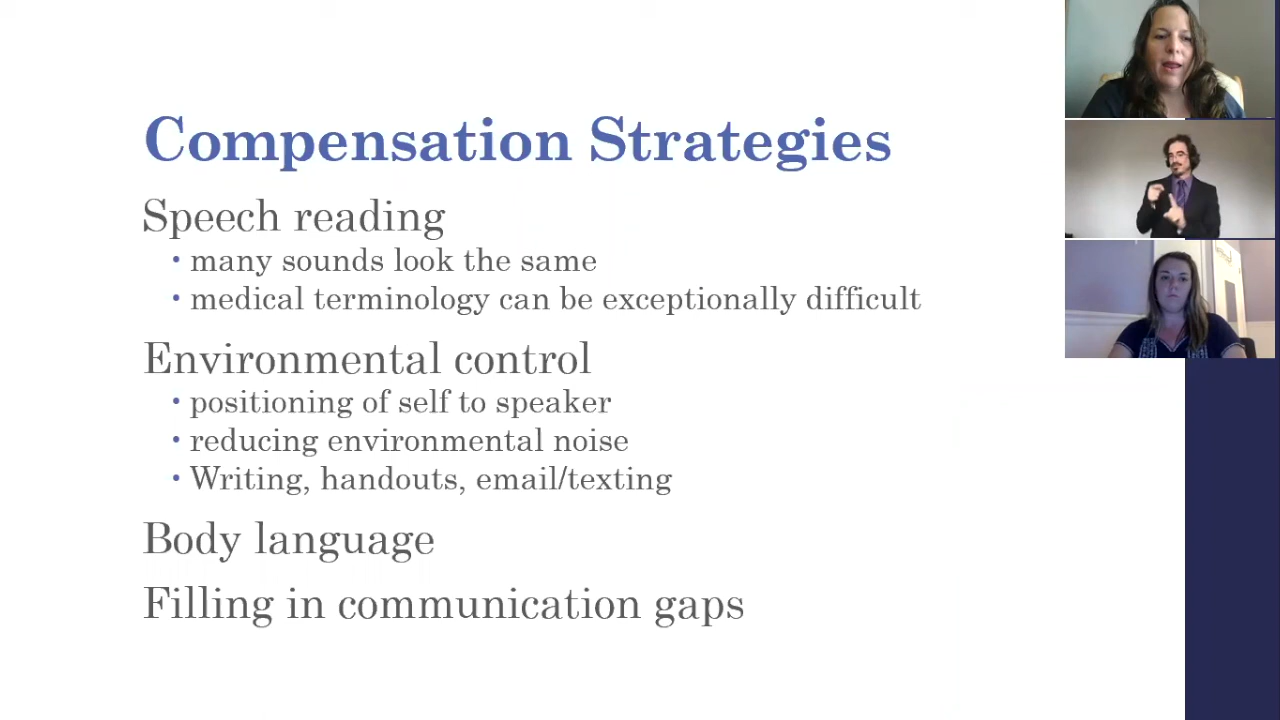 Compensation Strategies
Speech reading
• many sounds look the same
• medical terminology can be exceptionally difficult
Environmental control
• positioning of self to speaker
• reducing environmental noise
• Writing, handouts, email/texting
Body language
Filling in communication gaps